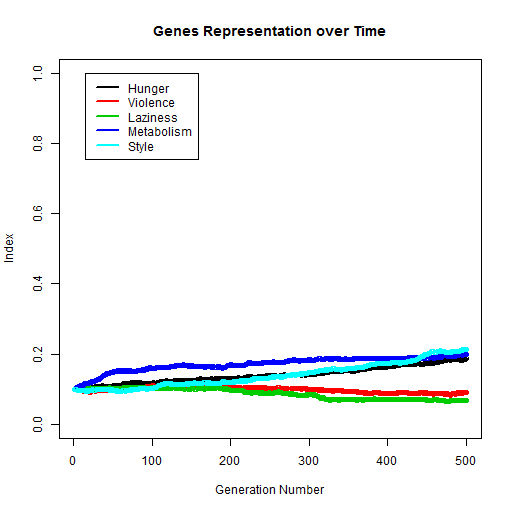 Genes Representation over Time
Index
1.0
0.8
0.6
0.4
0.2
0.0
Hunger
Violence
Laziness
Metabolism
Style
0 100 200 300 400 500
Generation Number